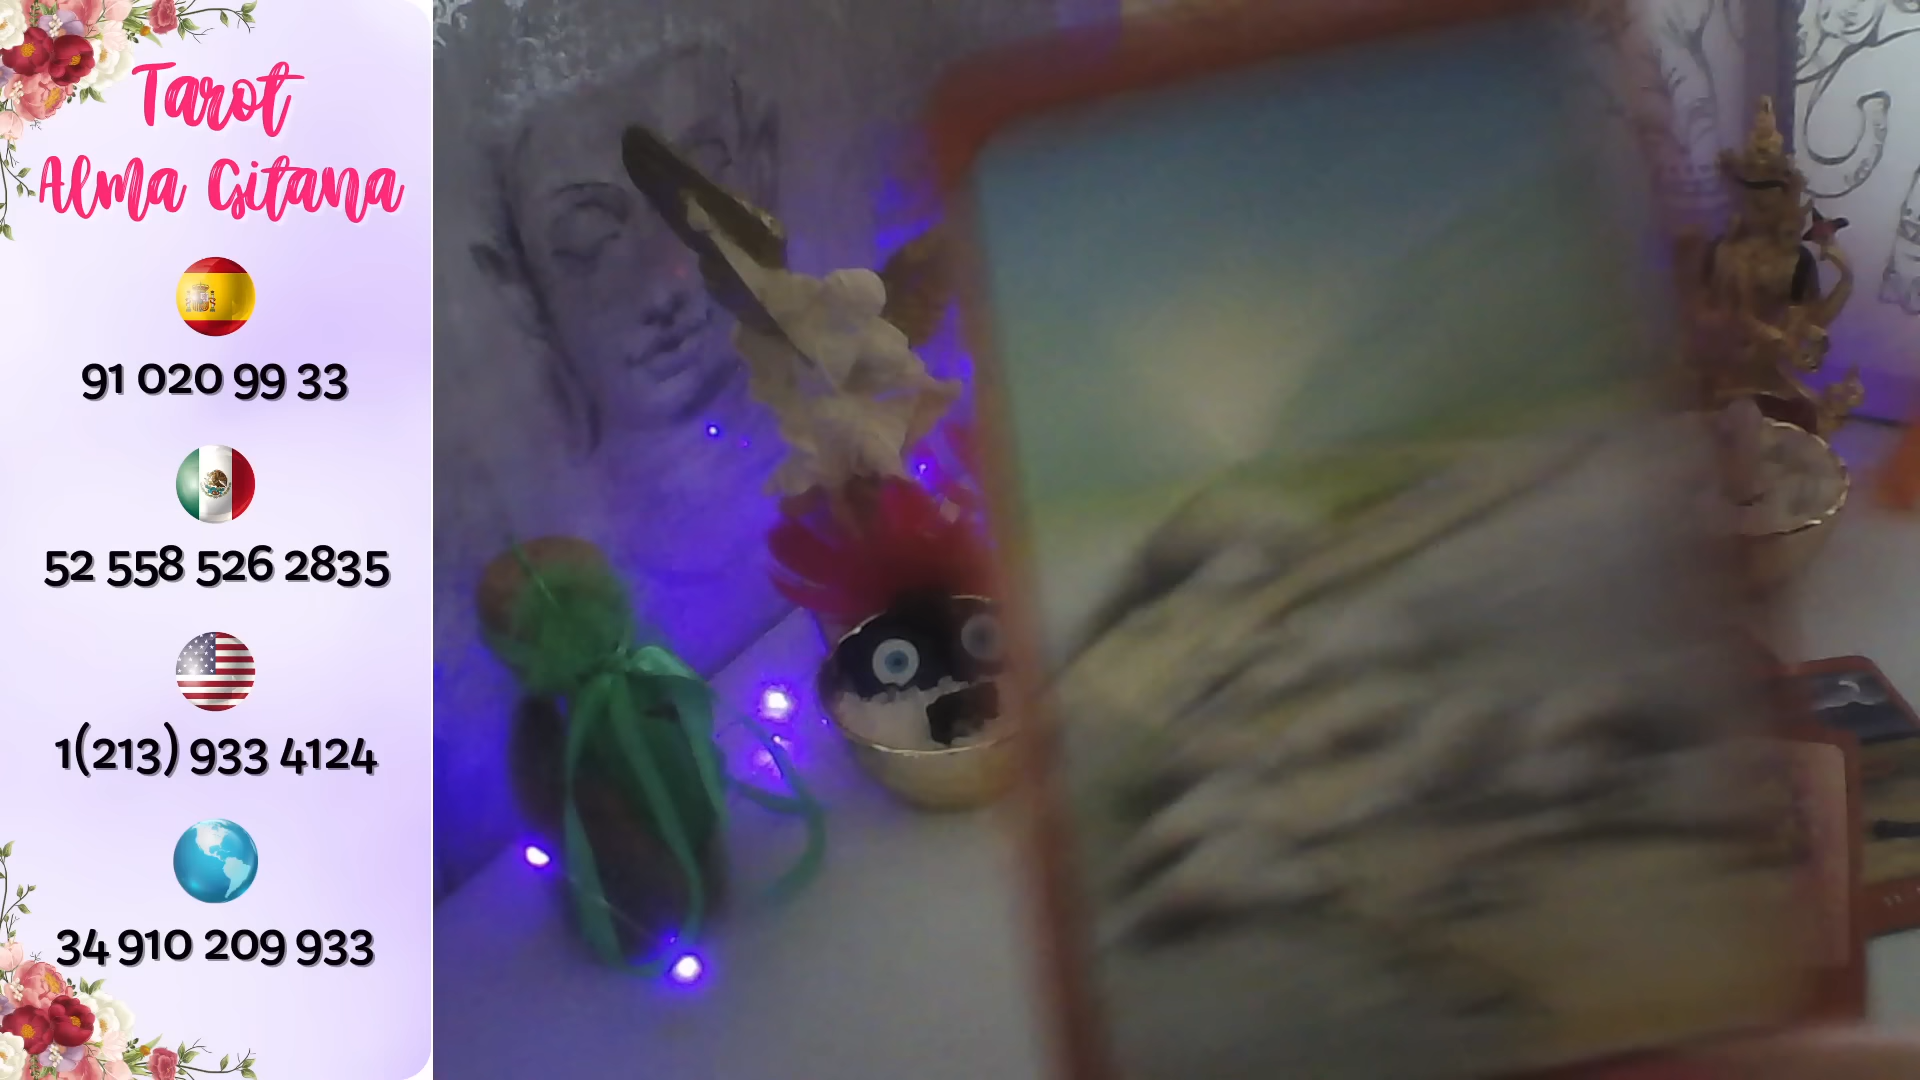 Tarot
Alma Gitana
91 020 99 33
52 558 526 2835
1(213) 933 4124
34 910 209 933